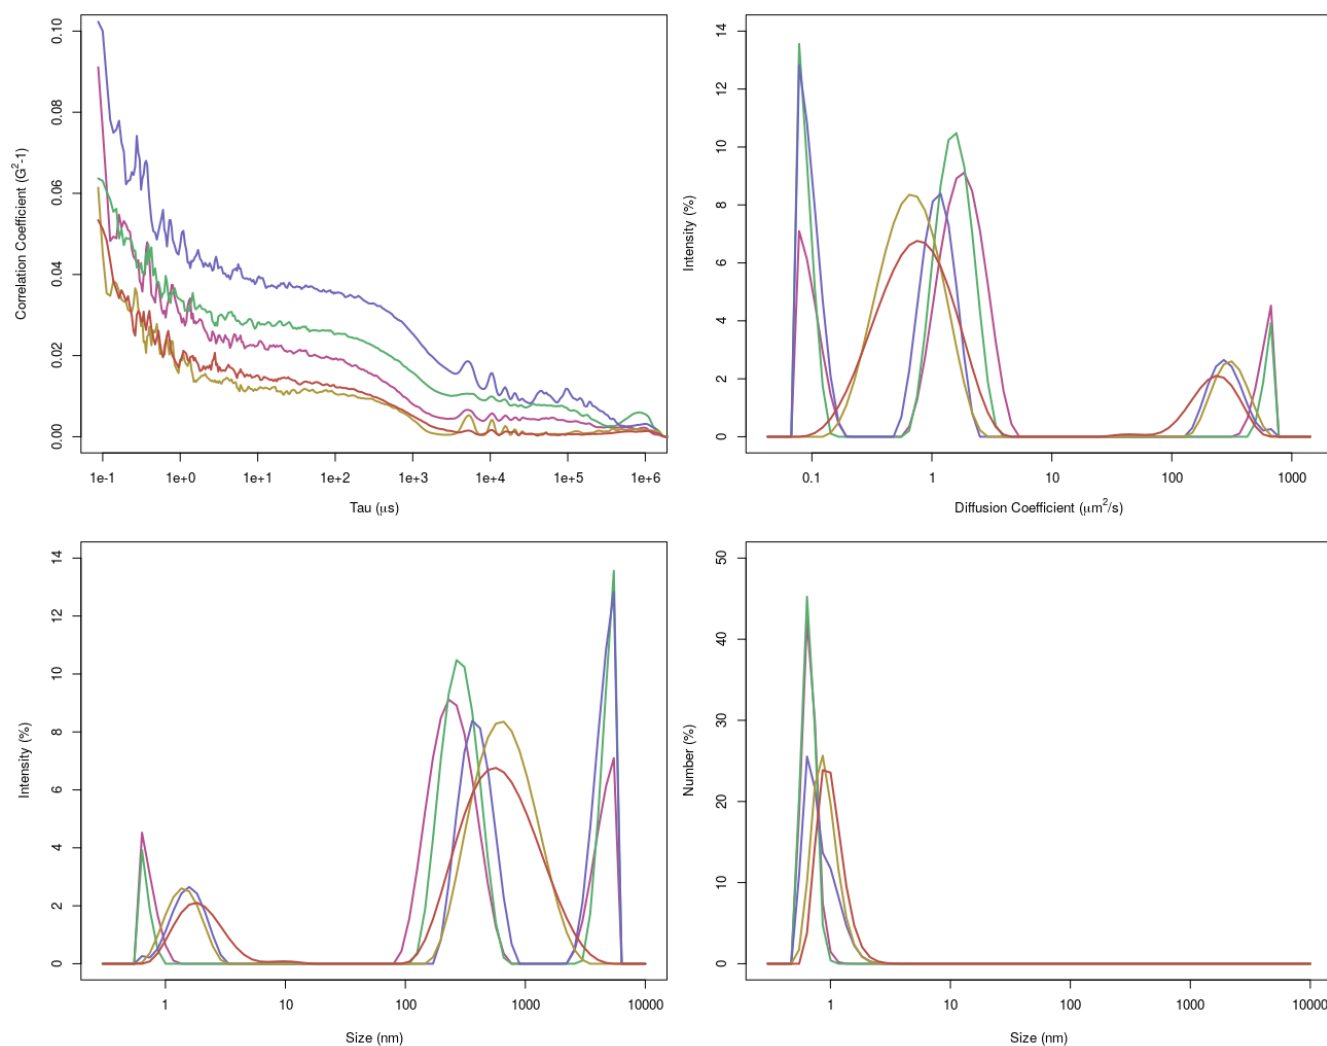 0.00 0.02 0.04 0.06 0.08 0.10
Correlation Coefficient (G²-1)
1e-1 1e+0 1e+1 1e+2 1e+3 1e+4 1e+5 1e+6
Tau (μs)
0 2 4 6 8 10 12 14
Intensity (%)
0.1 1 10 100 1000
Diffusion Coefficient (μm²/s)
0 2 4 6 8 10 12 14
Intensity (%)
1 10 100 1000 10000
Size (nm)
0 10 20 30 40 50
Number (%)
1 10 100 1000 10000
Size (nm)